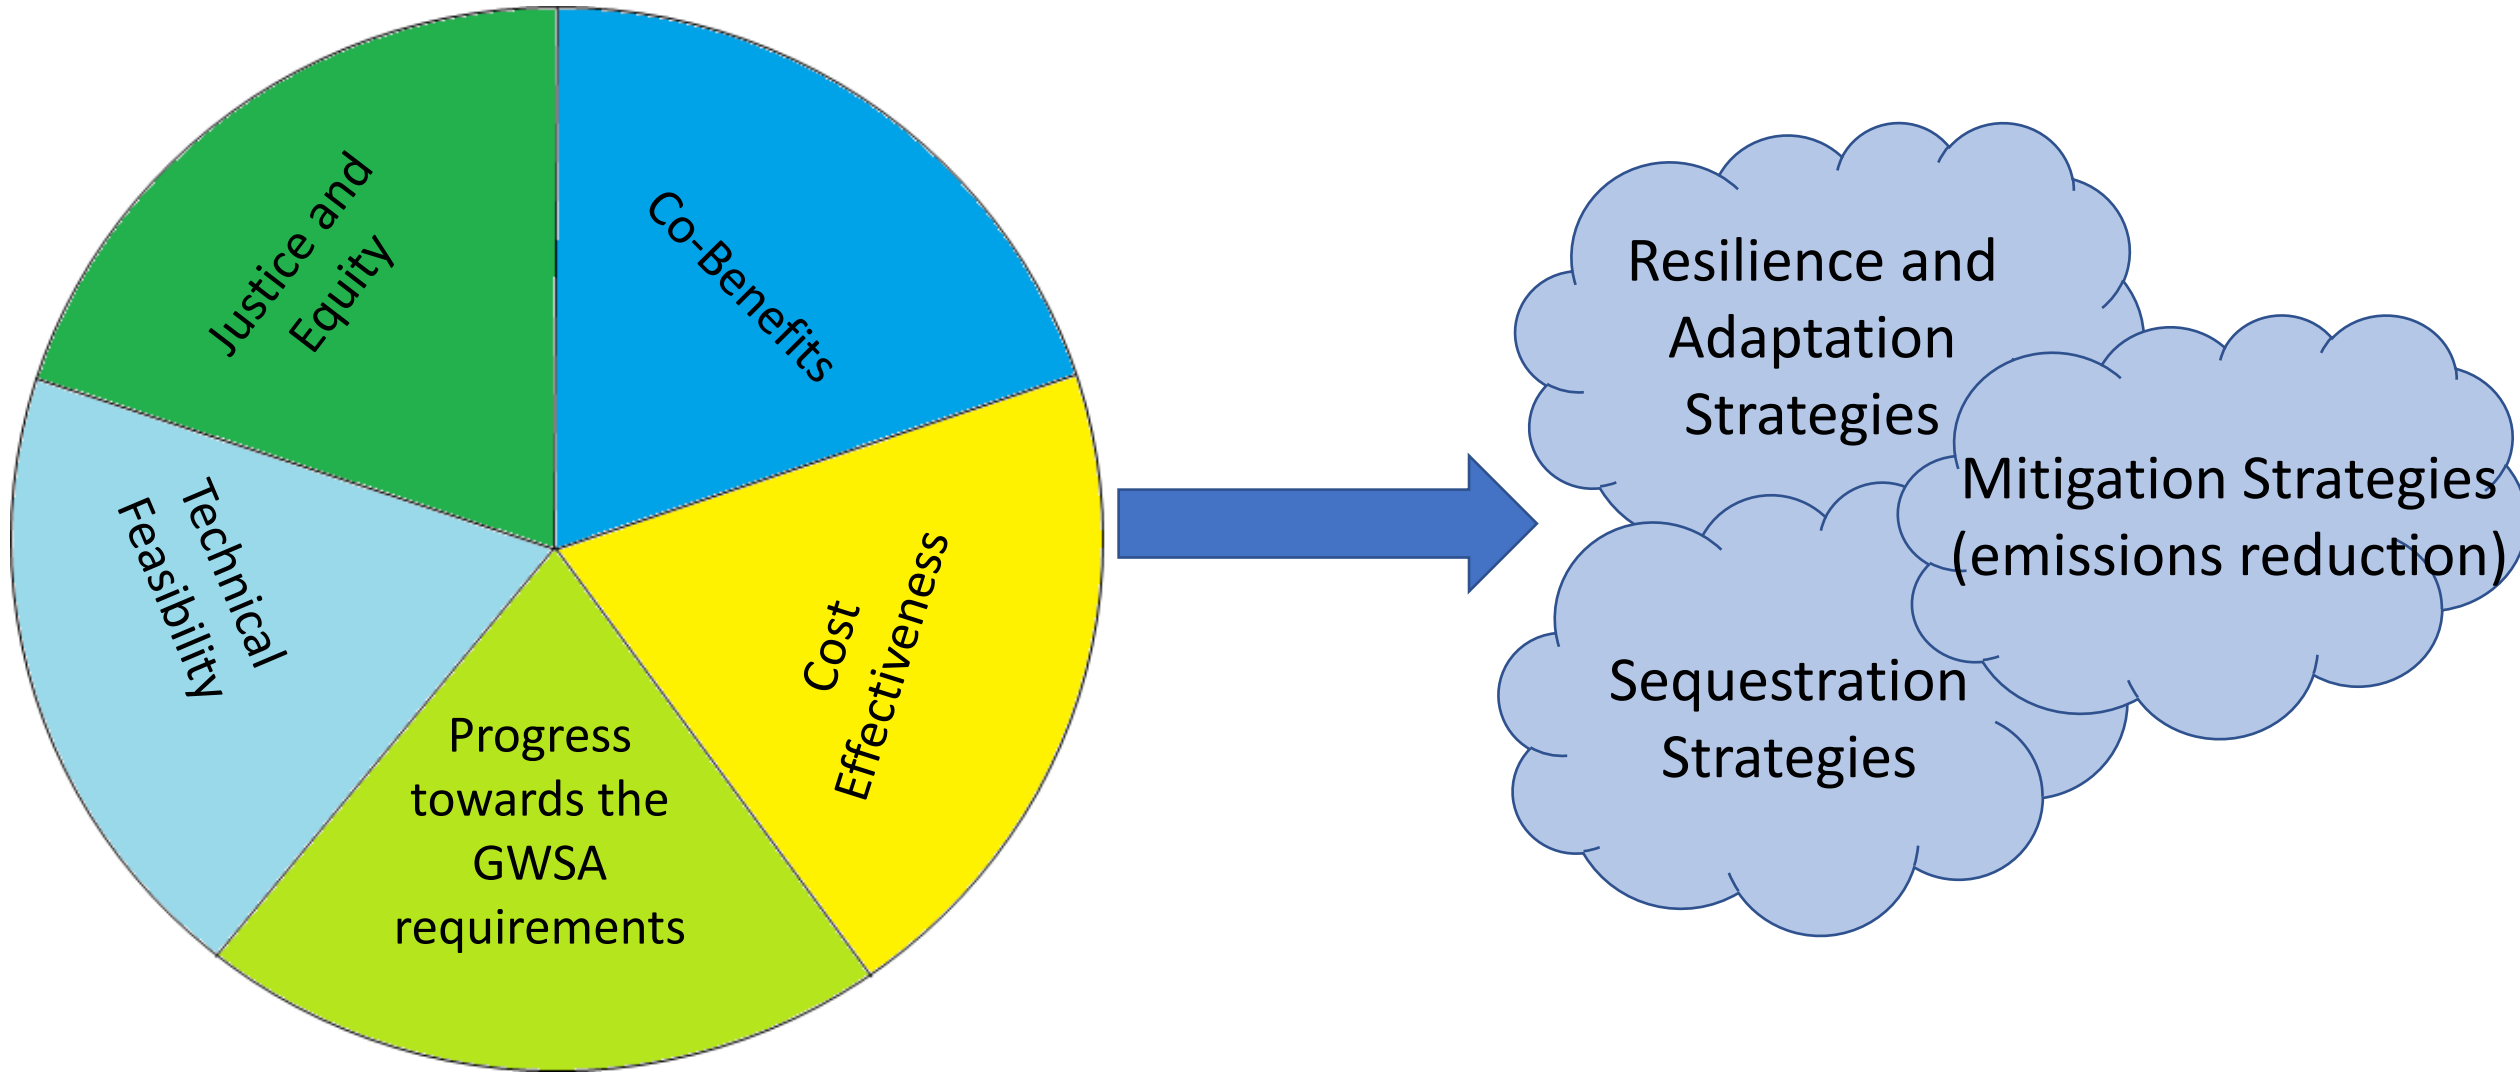 Justice and
Equity
Co-Benefits
Technical
Feasibility
Cost
Effectiveness
Progress
towards the
GWSA
requirements
Resilience and
Adaptation
Strategies
Mitigation Strategies
(emissions reduction)
Sequestration
Strategies